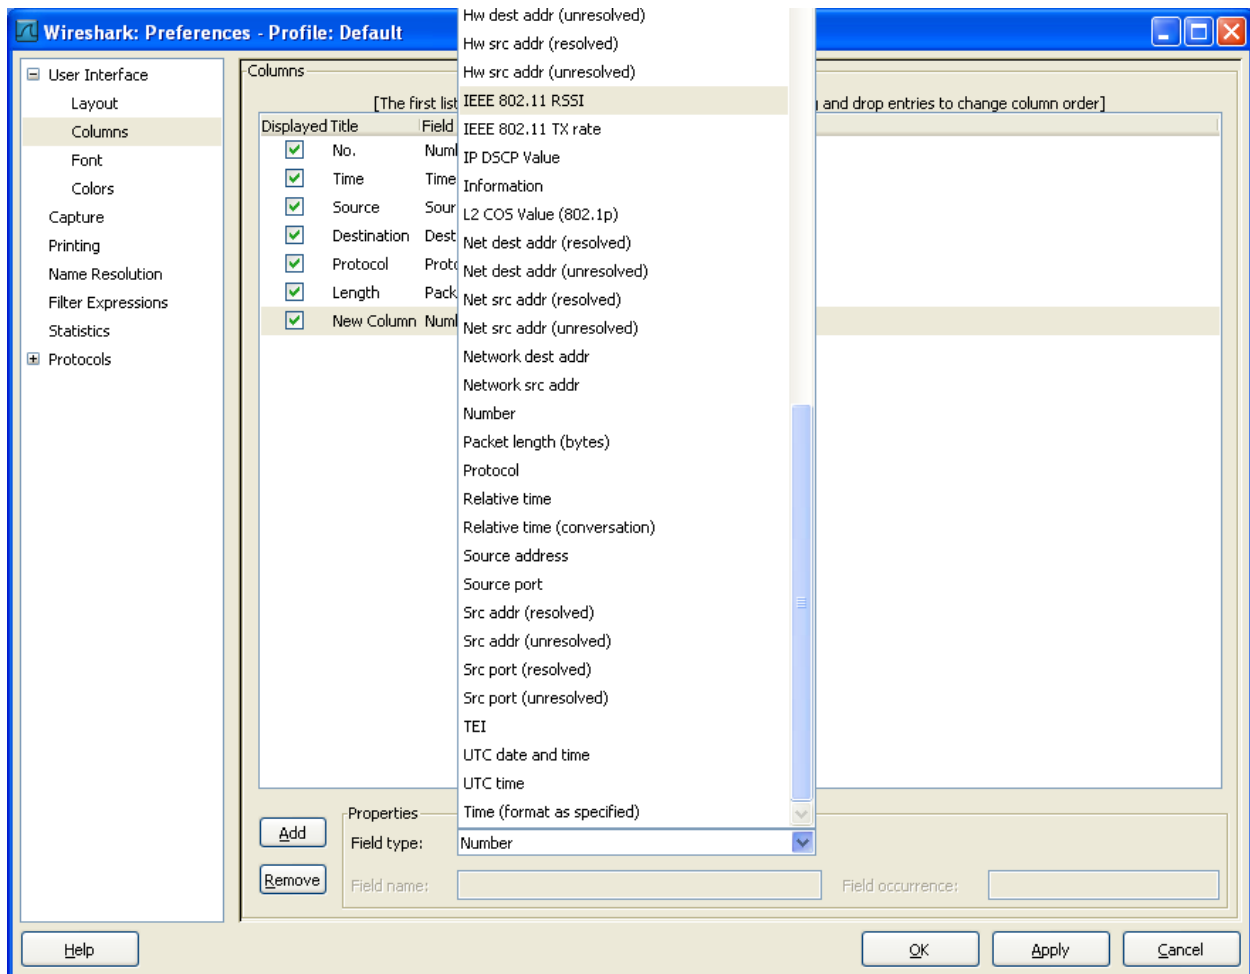 Wireshark: Preferences - Profile: Default
User Interface
Layout
Columns
Font
Colors
Capture
Printing
Name Resolution
Filter Expressions
Statistics
Protocols
Columns
[The first list
and drop entries to change column order]
Displayed Title Field
No.
Time Time
Source Sour
Destination Dest
Protocol Proto
Length Pack
New Column
Hw dest addr (unresolved)
Hw src addr (resolved)
Hw src addr (unresolved)
IEEE 802.11 RSSI
IEEE 802.11 TX rate
IP DSCP Value
Information
L2 COS Value (802.1p)
Net dest addr (resolved)
Net dest addr (unresolved)
Net src addr (resolved)
Net src addr (unresolved)
Network dest addr
Network src addr
Number
Packet length (bytes)
Protocol
Relative time
Relative time (conversation)
Source address
Source port
Src addr (resolved)
Src addr (unresolved)
Src port (resolved)
Src port (unresolved)
TEI
UTC date and time
UTC time
Time (format as specified)
Add
Remove
Properties
Field type: Number
Field name: Field occurrence:
Help
OK
Apply
Cancel